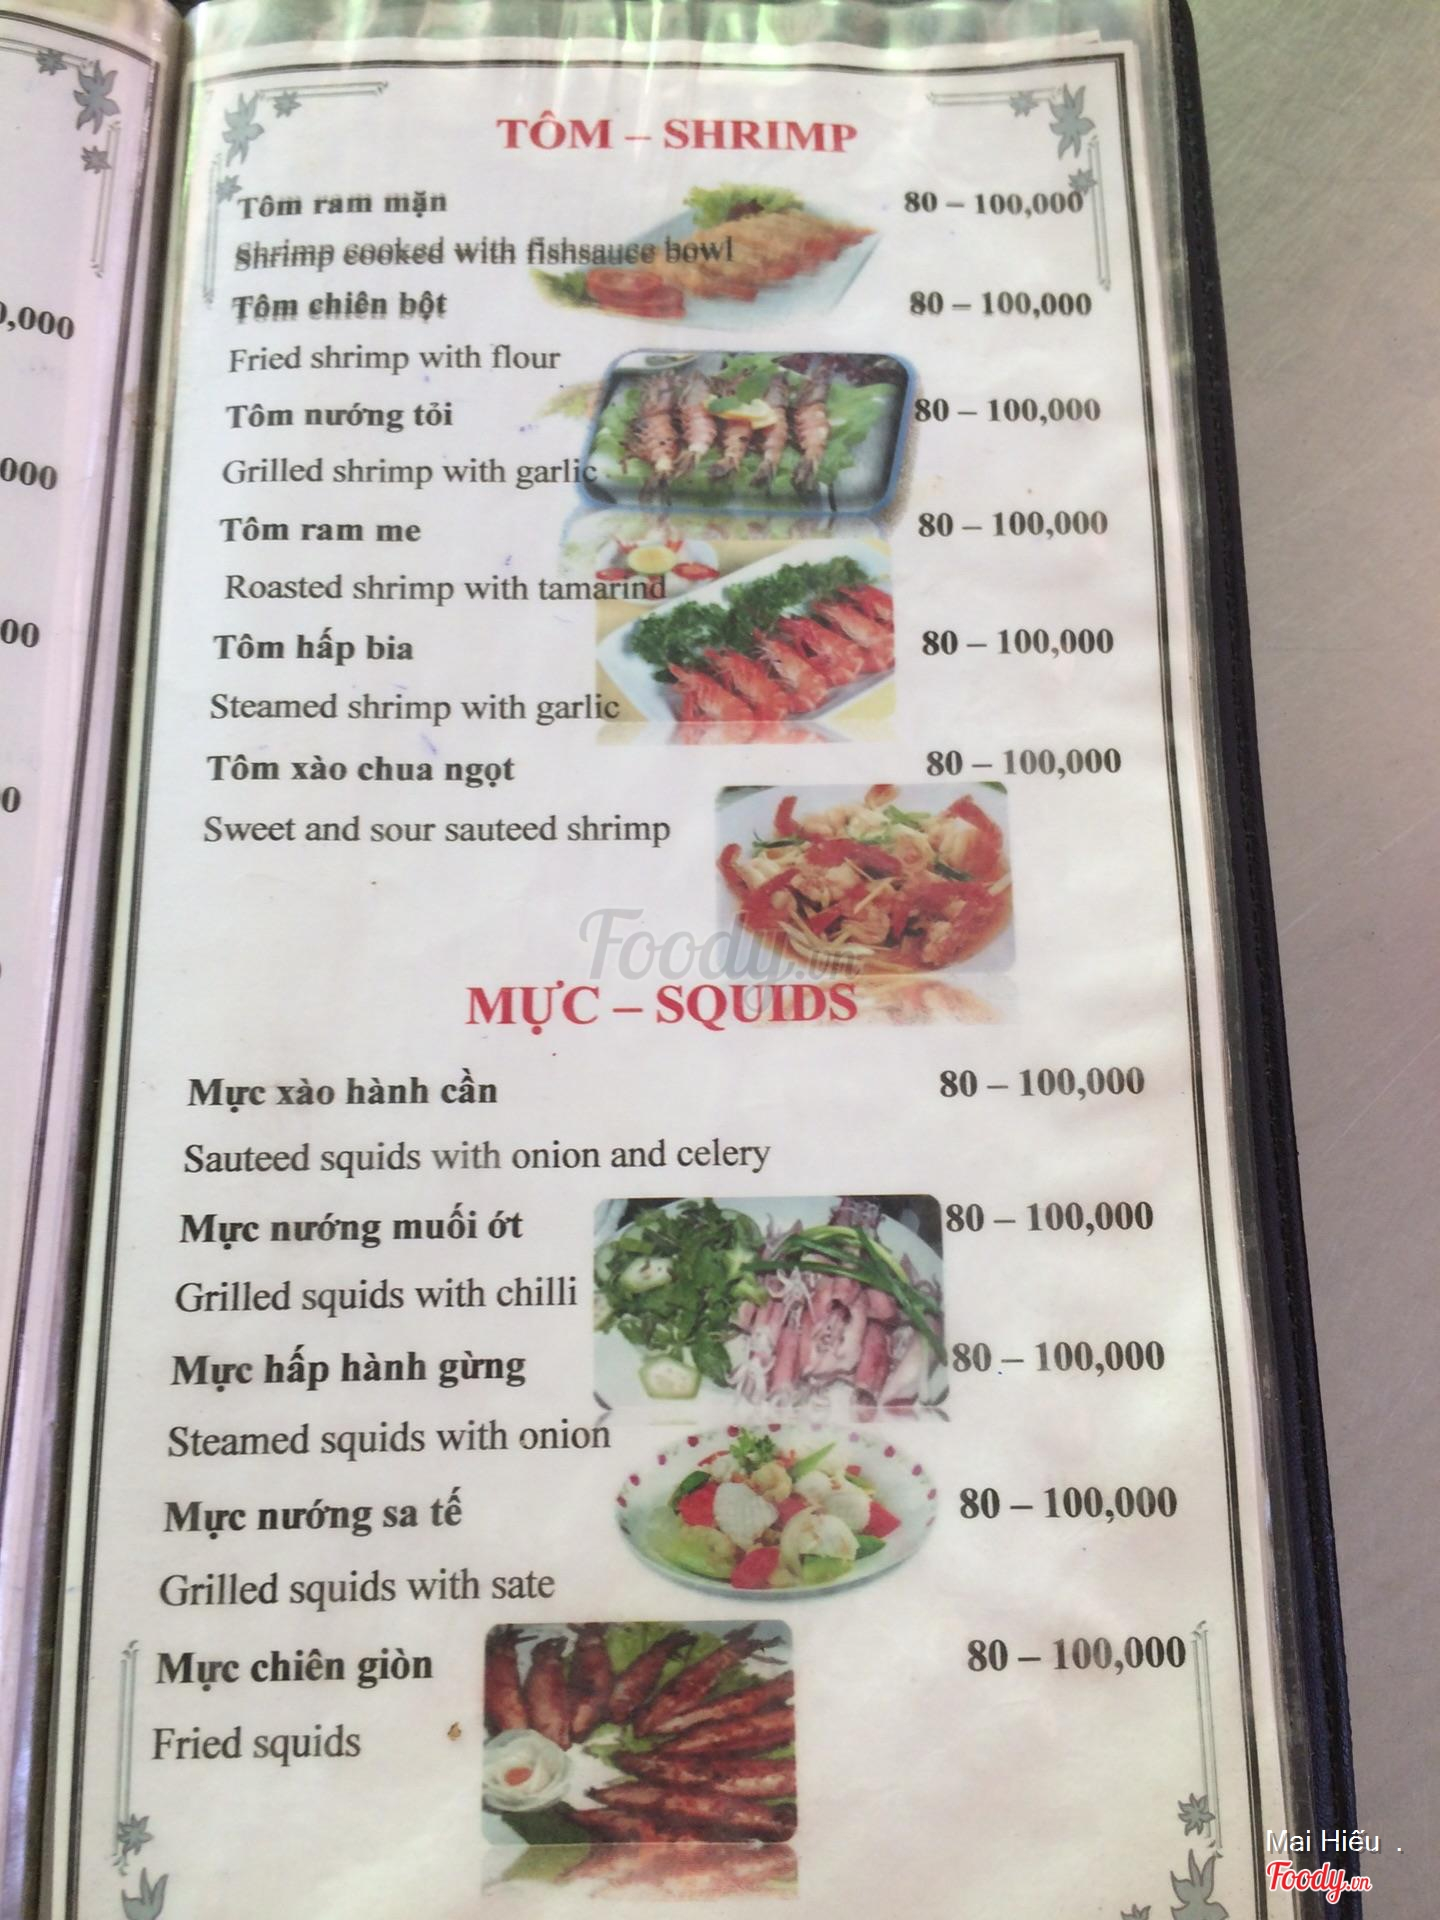 TÔM – SHRIMP
Tôm ram mặn 80 – 100,000
Shrimp cooked with fishsauce bowl
Tôm chiên bột 80 – 100,000
Fried shrimp with flour
Tôm nướng tỏi 80 – 100,000
Grilled shrimp with garlic
Tôm ram me 80 – 100,000
Roasted shrimp with tamarind
Tôm hấp bia 80 – 100,000
Steamed shrimp with garlic
Tôm xào chua ngọt 80 – 100,000
Sweet and sour sauteed shrimp
Foody.vn
MỰC – SQUIDS
Mực xào hành cần 80 – 100,000
Sauteed squids with onion and celery
Mực nướng muối ớt 80 – 100,000
Grilled squids with chilli
Mực hấp hành gừng 80 – 100,000
Steamed squids with onion
Mực nướng sa tế 80 – 100,000
Grilled squids with sate
Mực chiên giòn 80 – 100,000
Fried squids
Mai Hiếu .
Foody.vn